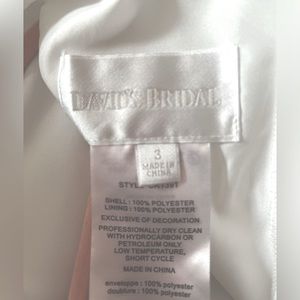 DAVID'S BRIDAL
3
MADE IN
CHINA
STYLE
SHELL : 100% POLYESTER
LINING : 100% POLYESTER
EXCLUSIVE OF DECORATION
PROFESSIONALLY DRY CLEAN
WITH HYDROCARBON OR
PETROLEUM ONLY
LOW TEMPERATURE,
SHORT CYCLE
MADE IN CHINA
enveloppe : 100% polyester
doublure : 100% polyester